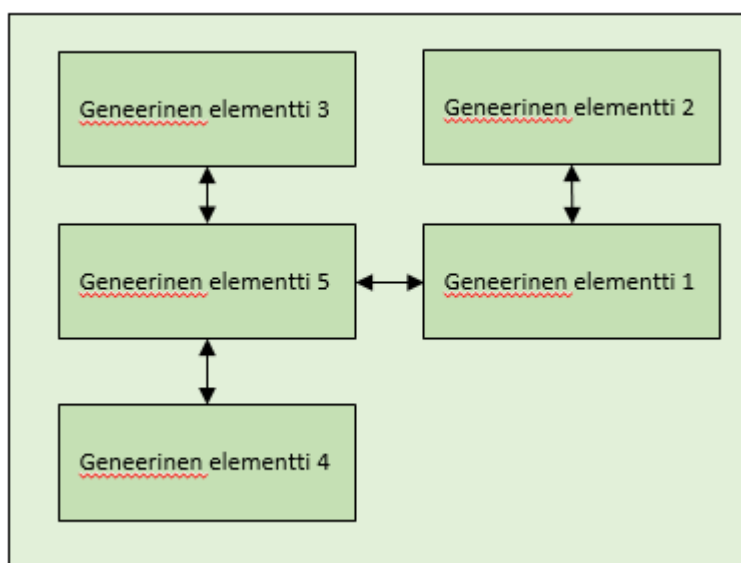 Geneerinen elementti 3
Geneerinen elementti 2
Geneerinen elementti 5
Geneerinen elementti 1
Geneerinen elementti 4